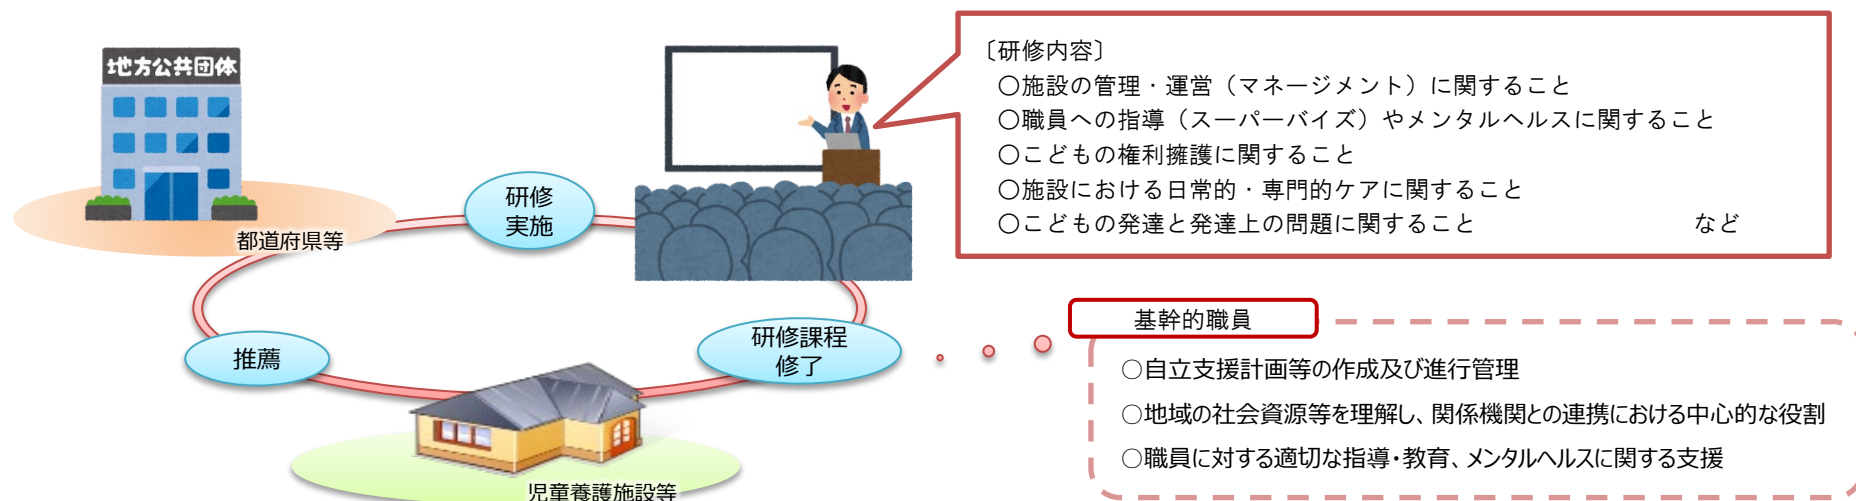 地方公共団体
都道府県等
研修
実施
〔研修内容〕
○施設の管理・運営（マネージメント）に関すること
○職員への指導（スーパーバイズ）やメンタルヘルスに関すること
○こどもの権利擁護に関すること
○施設における日常的・専門的ケアに関すること
○こどもの発達と発達上の問題に関すること　など
推薦
研修課程
修了
児童養護施設等
基幹的職員
○自立支援計画等の作成及び進行管理
○地域の社会資源等を理解し、関係機関との連携における中心的な役割
○職員に対する適切な指導・教育、メンタルヘルスに関する支援